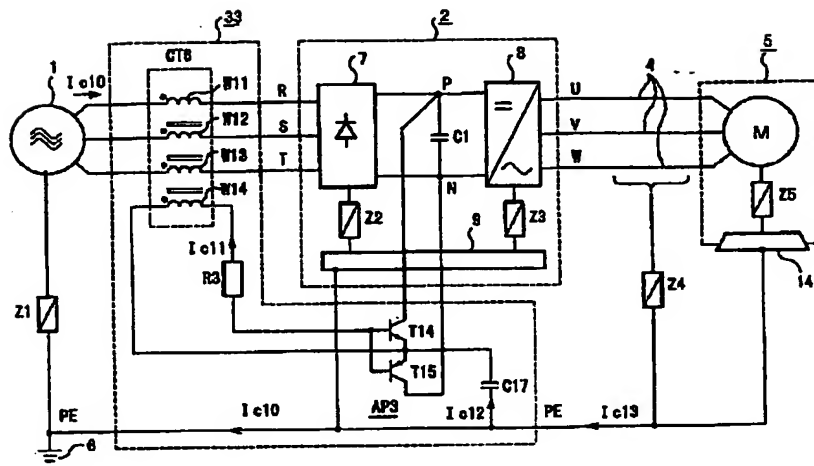 33
2
1
Ic10
CT6
W11
W12
W13
W14
R
S
T
7
P
C1
N
8
=
~
U
V
W
4
5
M
Z5
14
Z2
Z3
9
Ic11
R3
Z1
Z4
T14
T15
C17
AP3
PE
Ic10
Ic12
PE
Ic13
6